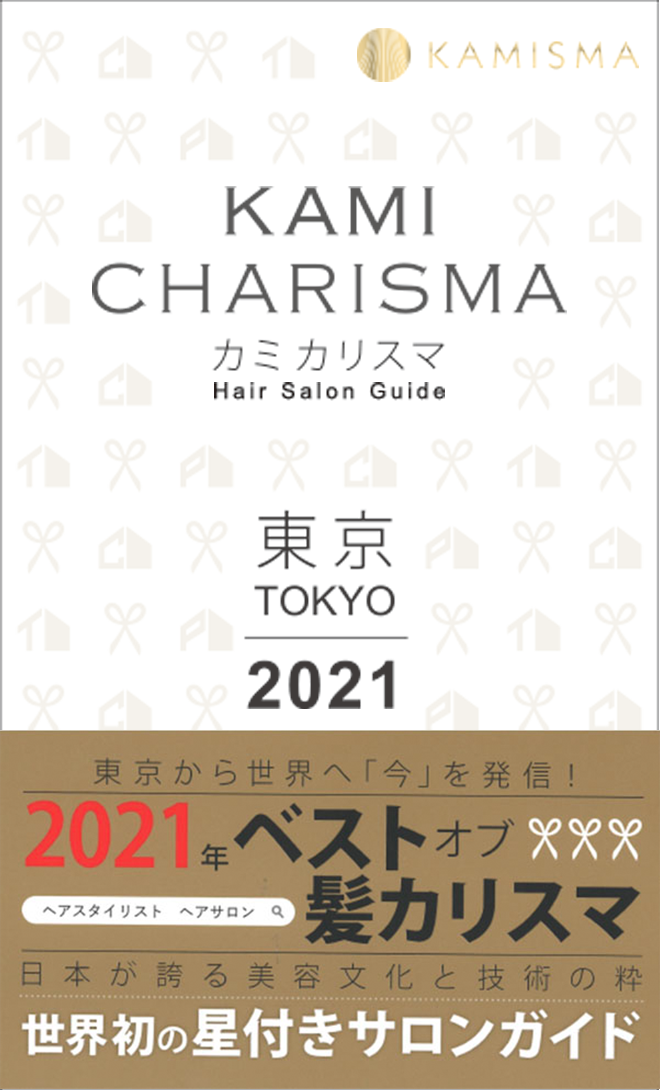 KAMISMA
KAMI
CHARISMA
カミ カリスマ
Hair Salon Guide
東京
TOKYO
2021
東京から世界へ「今」を発信！
2021年ベストオブ
ヘアスタイリスト ヘアサロン
髪カリスマ
日本が誇る美容文化と技術の粋
世界初の星付きサロンガイド